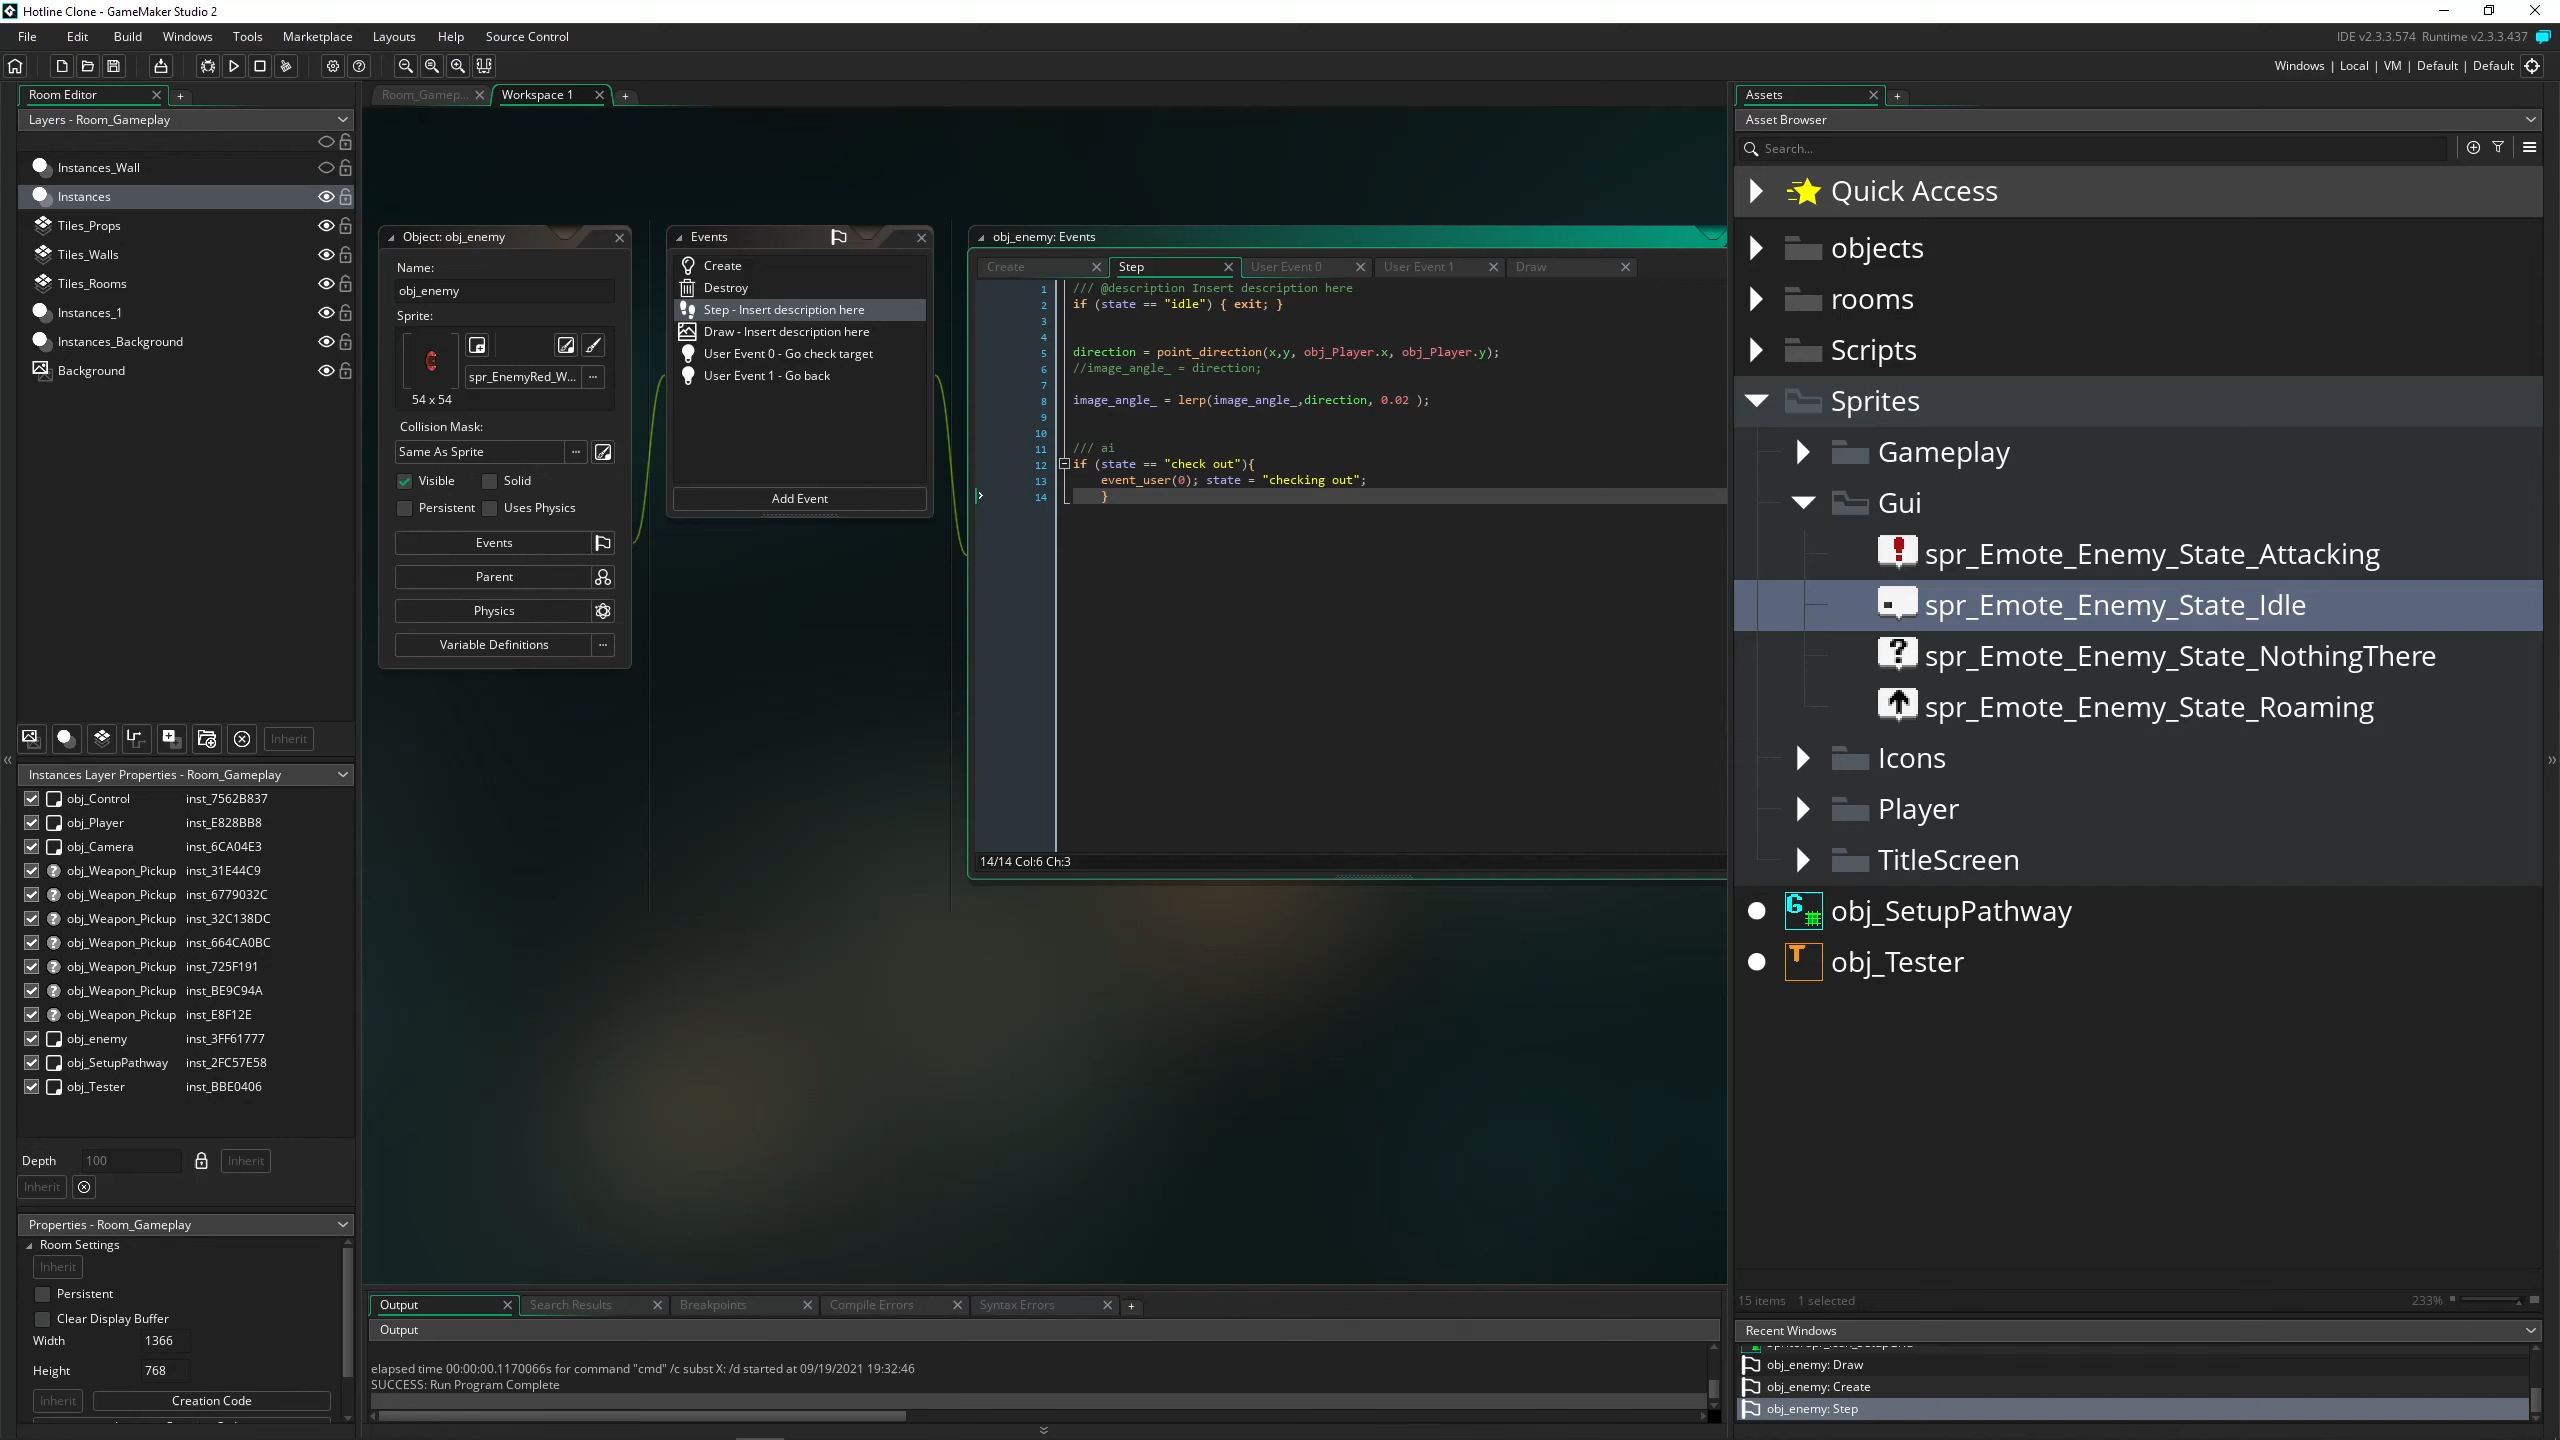 Hotline Clone - GameMaker Studio 2
File Edit Build Windows Tools Marketplace Layouts Help Source Control
IDE v2.3.3.574 Runtime v2.3.3.437
Windows | Local | VM | Default | Default
Room Editor
Layers - Room_Gameplay
Instances_Wall
Instances
Tiles_Props
Tiles_Walls
Tiles_Rooms
Instances_1
Instances_Background
Background
Inherit
Instances Layer Properties - Room_Gameplay
obj_Control inst_7562B837
obj_Player inst_E828BB8
obj_Camera inst_6CA04E3
obj_Weapon_Pickup inst_31E44C9
obj_Weapon_Pickup inst_6779032C
obj_Weapon_Pickup inst_32C138DC
obj_Weapon_Pickup inst_664CA0BC
obj_Weapon_Pickup inst_725F191
obj_Weapon_Pickup inst_BE9C94A
obj_Weapon_Pickup inst_E8F12E
obj_enemy inst_3FF61777
obj_SetupPathway inst_2FC57E58
obj_Tester inst_BBE0406
Depth 100 Inherit
Inherit
Properties - Room_Gameplay
Room Settings
Inherit
Persistent
Clear Display Buffer
Width 1366
Height 768
Inherit Creation Code
Room_Gamep... Workspace 1
Object: obj_enemy
Name:
obj_enemy
Sprite:
spr_EnemyRed_W... ...
54 x 54
Collision Mask:
Same As Sprite ...
Visible Solid
Persistent Uses Physics
Events
Parent
Physics
Variable Definitions ...
Events
Create
Destroy
Step - Insert description here
Draw - Insert description here
User Event 0 - Go check target
User Event 1 - Go back
Add Event
obj_enemy: Events
Create Step User Event 0 User Event 1 Draw
1 /// @description Insert description here
2 if (state == "idle") { exit; }
3
4
5 direction = point_direction(x,y, obj_Player.x, obj_Player.y);
6 //image_angle_ = direction;
7
8 image_angle_ = lerp(image_angle_,direction, 0.02 );
9
10
11 /// ai
12 if (state == "check out"){
13 event_user(0); state = "checking out";
14 }
14/14 Col:6 Ch:3
Output Search Results Breakpoints Compile Errors Syntax Errors
Output
elapsed time 00:00:00.1170066s for command "cmd" /c subst X: /d started at 09/19/2021 19:32:46
SUCCESS: Run Program Complete
Assets
Asset Browser
Search...
Quick Access
objects
rooms
Scripts
Sprites
Gameplay
Gui
spr_Emote_Enemy_State_Attacking
spr_Emote_Enemy_State_Idle
spr_Emote_Enemy_State_NothingThere
spr_Emote_Enemy_State_Roaming
Icons
Player
TitleScreen
obj_SetupPathway
obj_Tester
15 items 1 selected 233%
Recent Windows
obj_enemy: Draw
obj_enemy: Create
obj_enemy: Step